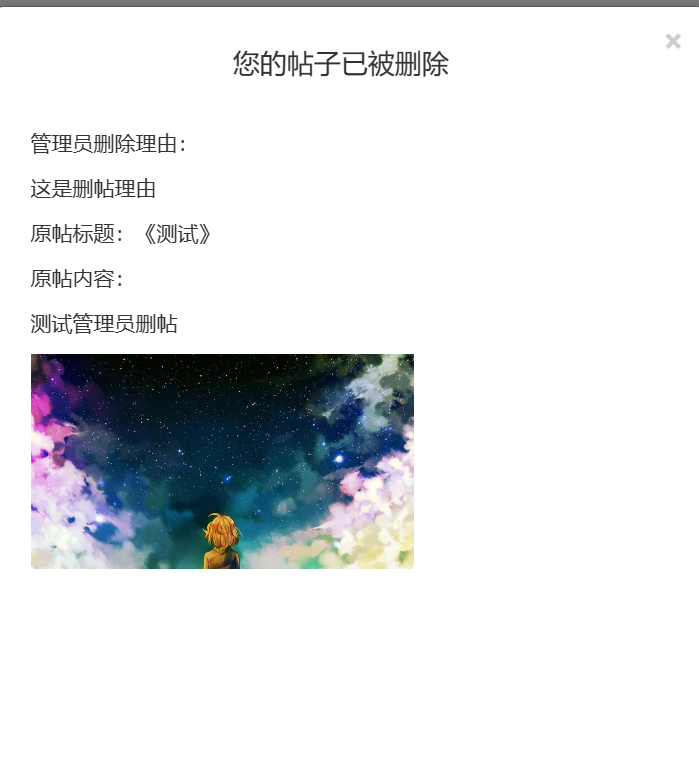 您的帖子已被删除
管理员删除理由：
这是删帖理由
原帖标题：《测试》
原帖内容：
测试管理员删帖